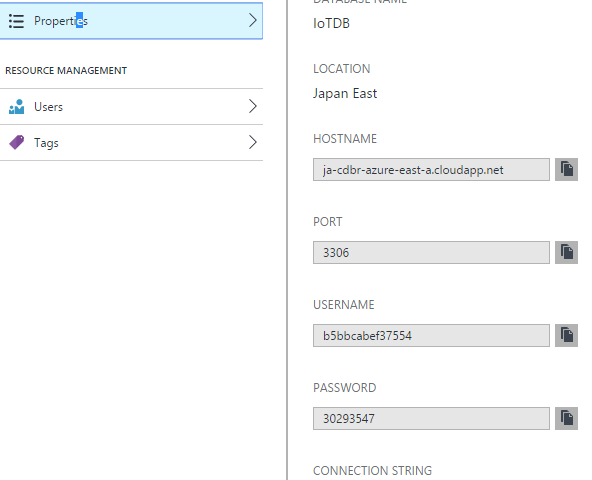 Properties
RESOURCE MANAGEMENT
Users
Tags
DATABASE NAME
IoTDB
LOCATION
Japan East
HOSTNAME
ja-cdbr-azure-east-a.cloudapp.net
PORT
3306
USERNAME
b5bbcabef37554
PASSWORD
30293547
CONNECTION STRING